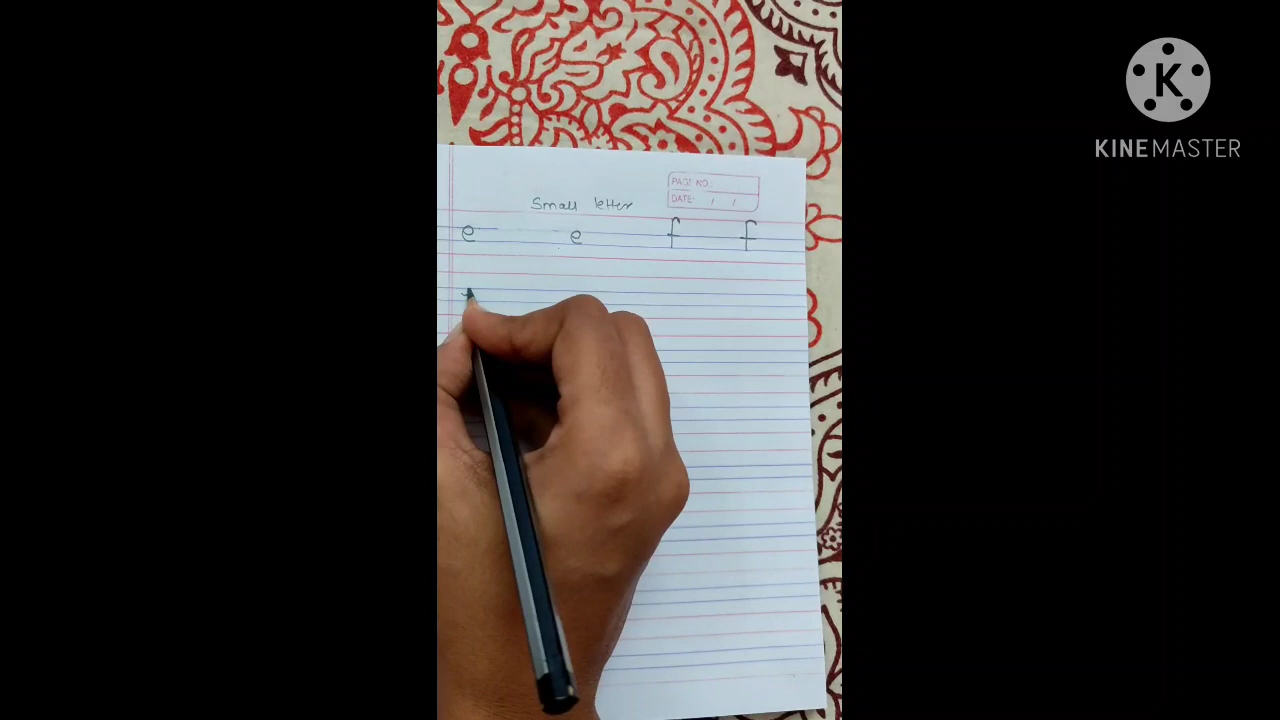 KINEMASTER
PAGE NO.:
DATE: / /
Small letter
e e f f